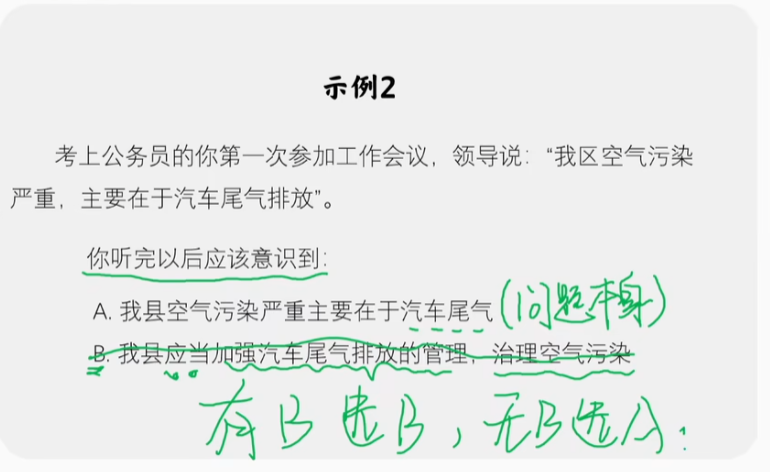 示例2
考上公务员的你第一次参加工作会议，领导说：“我区空气污染
严重，主要在于汽车尾气排放”。
你听完以后应该意识到:
A. 我县空气污染严重主要在于汽车尾气(问题本身)
B. 我县应当加强汽车尾气排放的管理，治理空气污染
有B选B，无B选A;